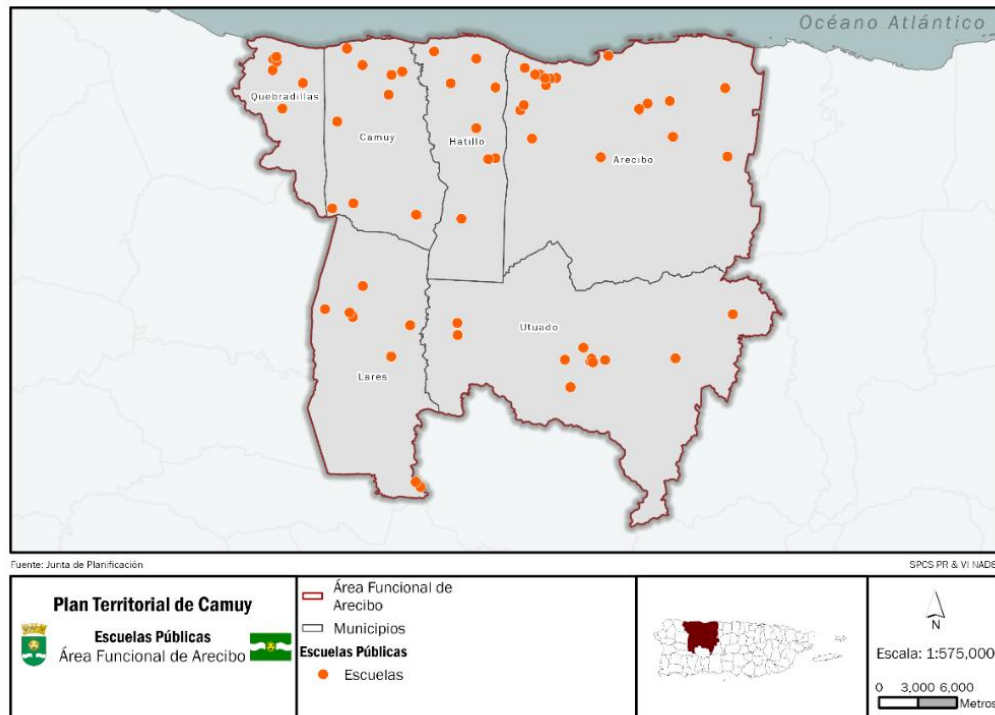 Océano Atlántico
Quebradillas
Camuy
Hatillo
Arecibo
Utuado
Lares
Fuente: Junta de Planificación
SPCS PR & VI NAD8
Plan Territorial de Camuy
Escuelas Públicas
Área Funcional de Arecibo
Área Funcional de
Arecibo
Municipios
Escuelas Públicas
Escuelas
N
Escala: 1:575,000
0 3,000 6,000
Metros